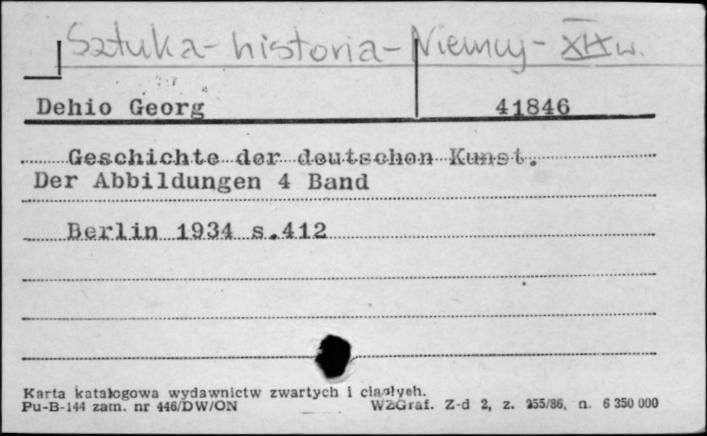 Sztuka - historia - Niemcy - XIX w.
Dehio Georg 41846
Geschichte der deutschen Kunst.
Der Abbildungen 4 Band
Berlin 1934 s.412
Karta katalogowa wydawnictw zwartych i ciągłych.
Pu-B-144 zam. nr 446/DW/ON WZGraf. Z-d 2, z. 255/86, n. 6 350 000